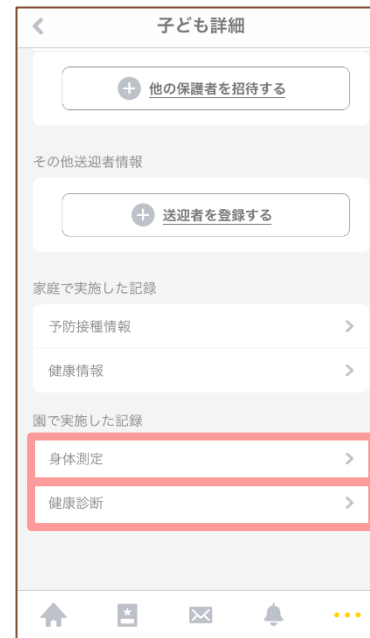 子ども詳細
他の保護者を招待する
その他送迎者情報
送迎者を登録する
家庭で実施した記録
予防接種情報
健康情報
園で実施した記録
身体測定
健康診断